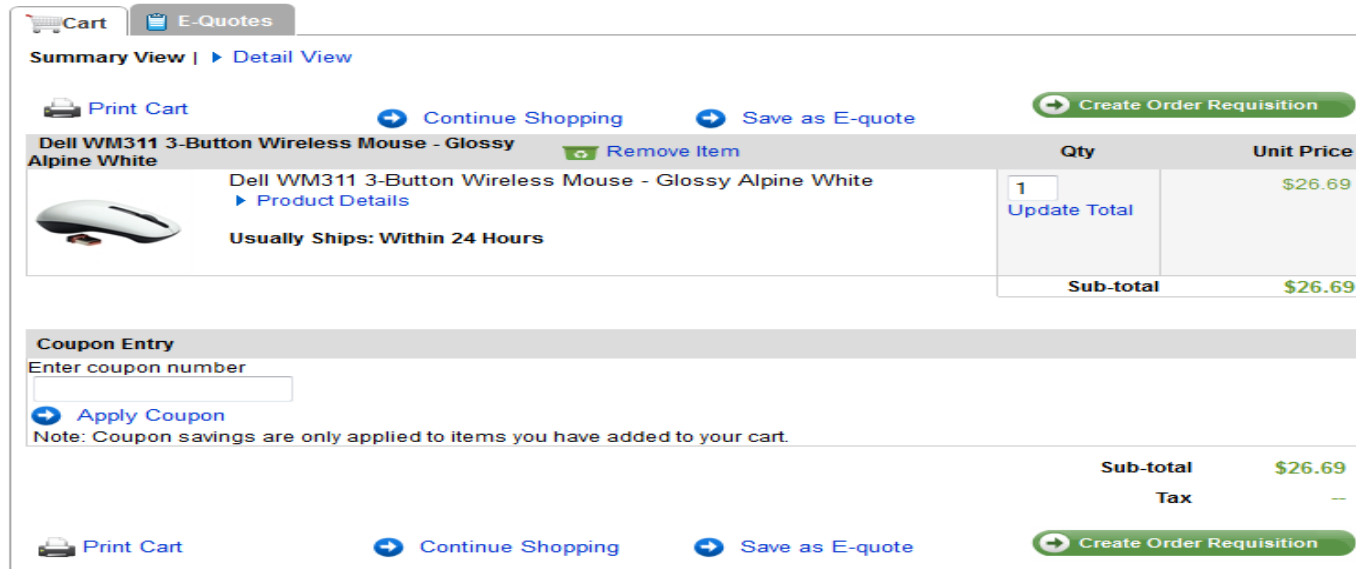 Cart
E-Quotes
Summary View | Detail View
Print Cart
Continue Shopping
Save as E-quote
Create Order Requisition
Dell WM311 3-Button Wireless Mouse - Glossy
Alpine White
Remove Item
Qty
Unit Price
Dell WM311 3-Button Wireless Mouse - Glossy Alpine White
Product Details
Usually Ships: Within 24 Hours
1
Update Total
$26.69
Sub-total
$26.69
Coupon Entry
Enter coupon number
Apply Coupon
Note: Coupon savings are only applied to items you have added to your cart.
Sub-total
$26.69
Tax
--
Print Cart
Continue Shopping
Save as E-quote
Create Order Requisition